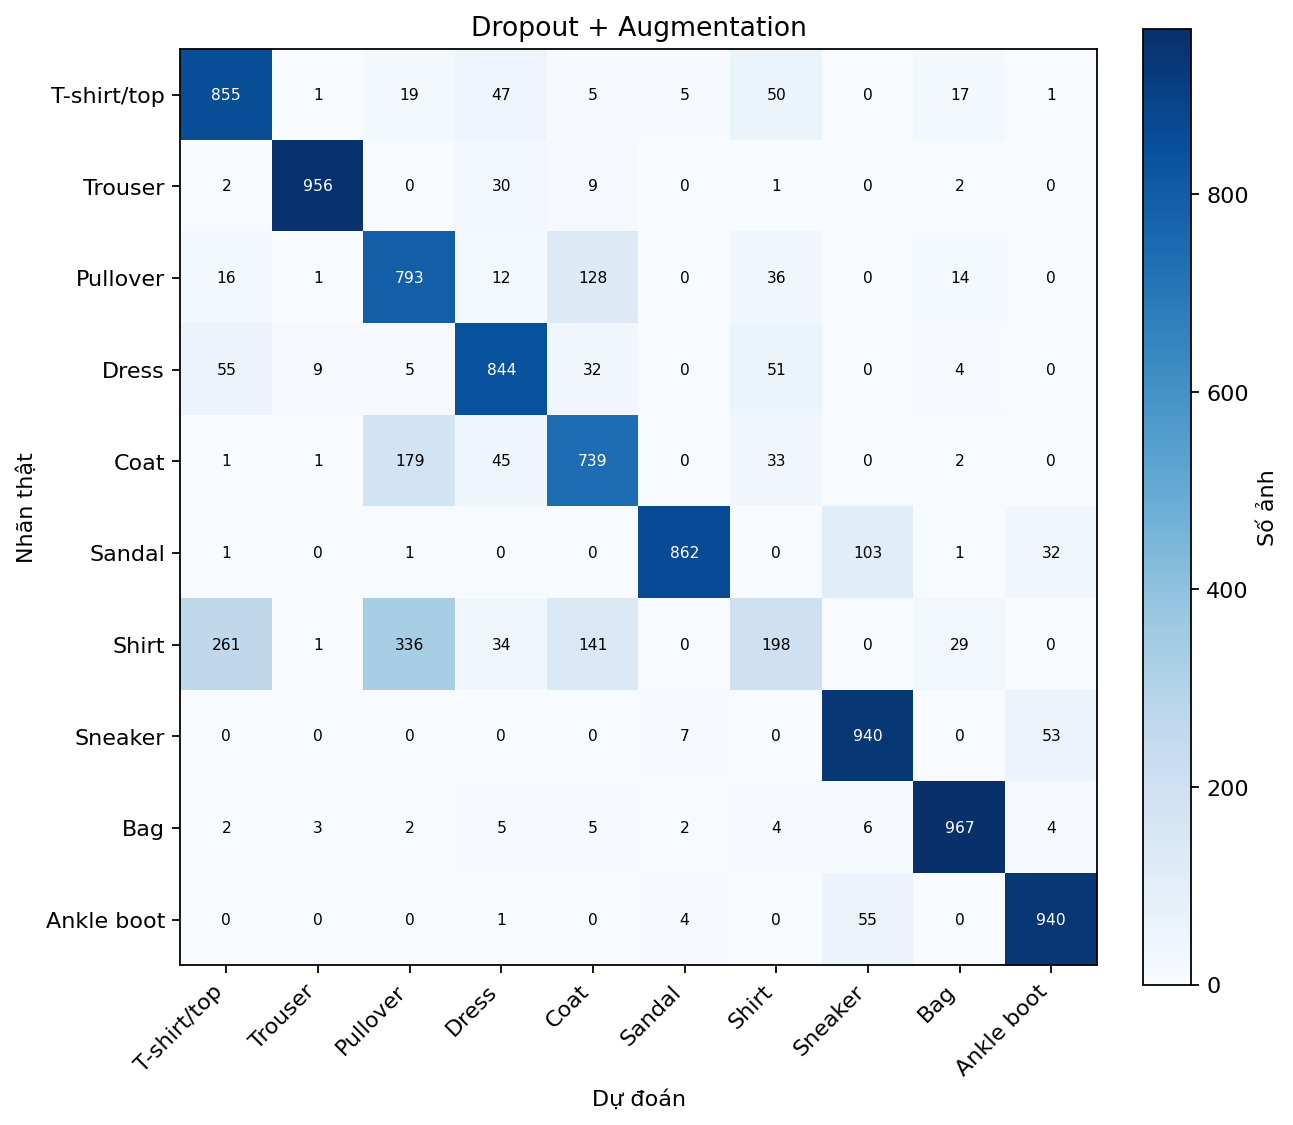 Dropout + Augmentation
T-shirt/top 855 1 19 47 5 5 50 0 17 1
Trouser 2 956 0 30 9 0 1 0 2 0
Pullover 16 1 793 12 128 0 36 0 14 0
Dress 55 9 5 844 32 0 51 0 4 0
Coat 1 1 179 45 739 0 33 0 2 0
Sandal 1 0 1 0 0 862 0 103 1 32
Shirt 261 1 336 34 141 0 198 0 29 0
Sneaker 0 0 0 0 0 7 0 940 0 53
Bag 2 3 2 5 5 2 4 6 967 4
Ankle boot 0 0 0 1 0 4 0 55 0 940
T-shirt/top Trouser Pullover Dress Coat Sandal Shirt Sneaker Bag Ankle boot
Dự đoán
Nhãn thật
800
600
400
200
0
Số ảnh